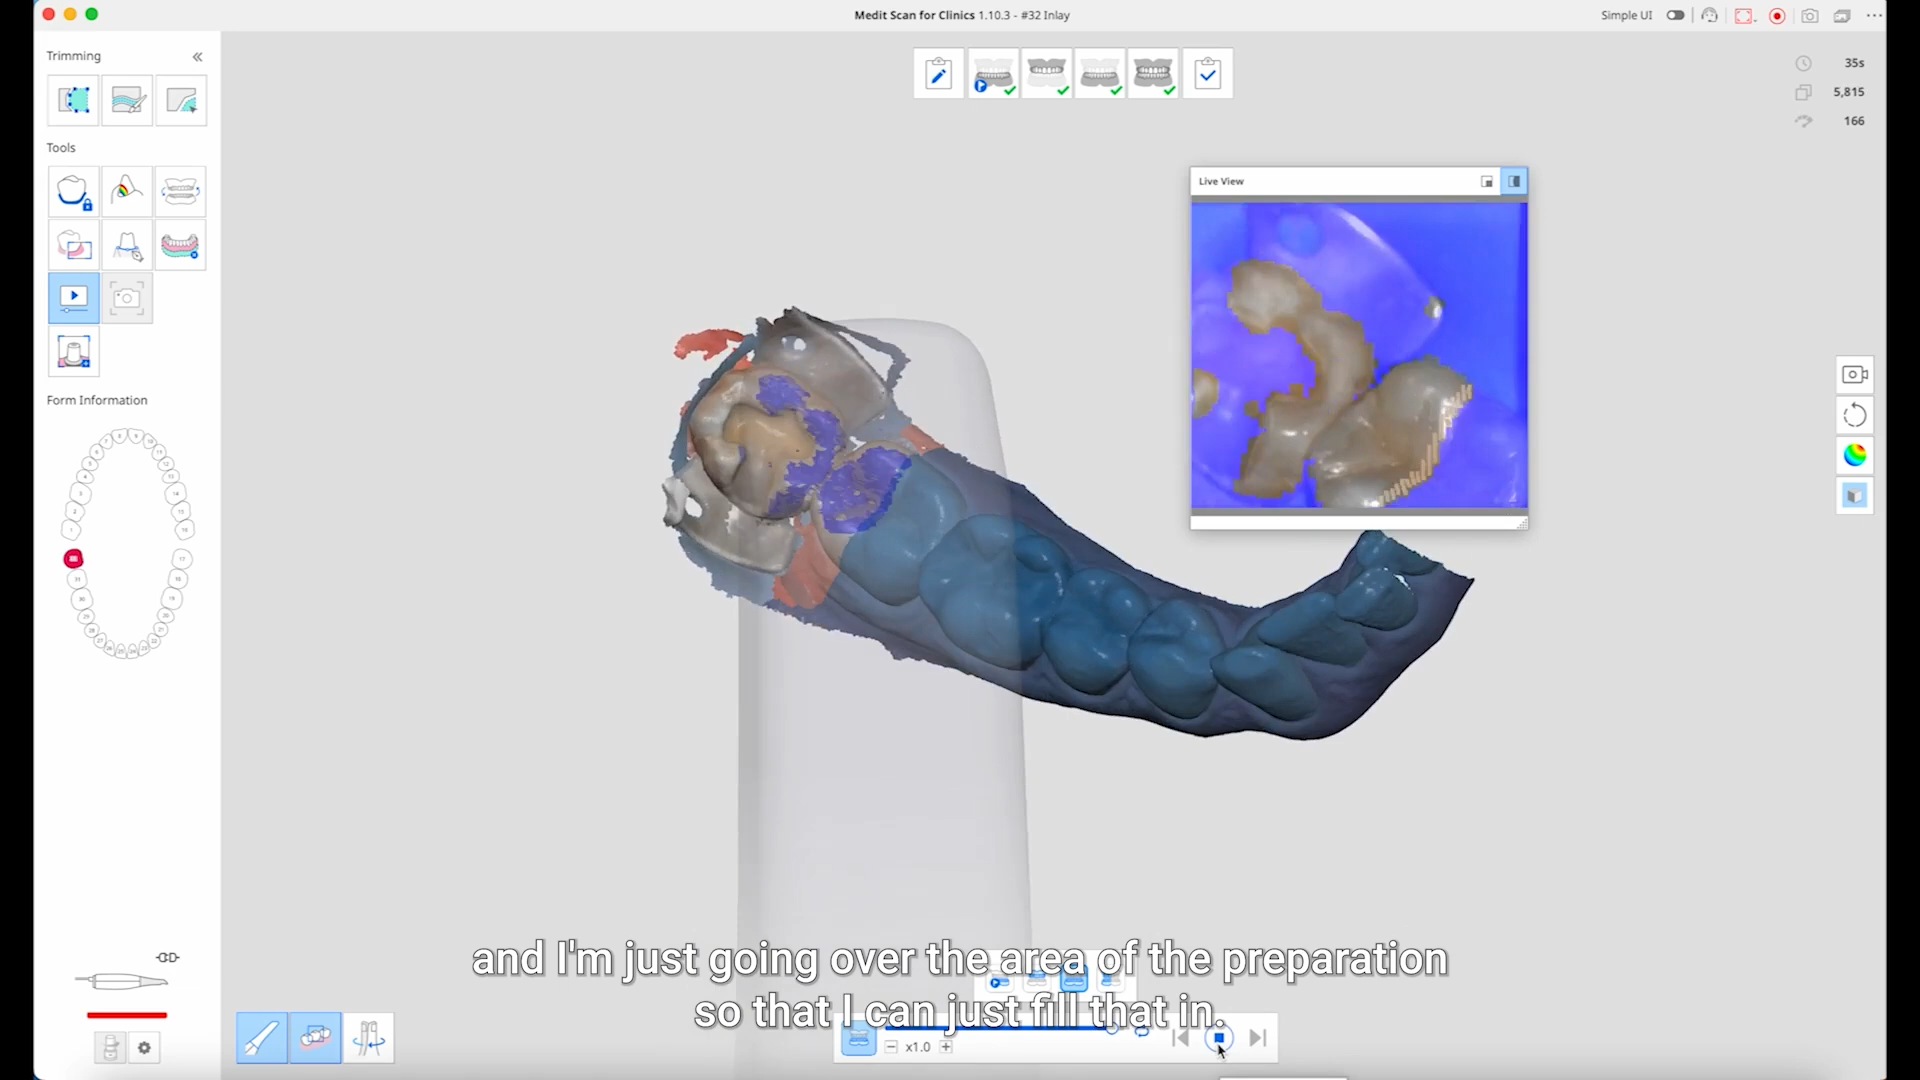 Medit Scan for Clinics 1.10.3 - #32 Inlay
Simple UI
Trimming
35s
5,815
166
Tools
Live View
Form Information
and I'm just going over the area of the preparation
so that I can just fill that in.
x1.0